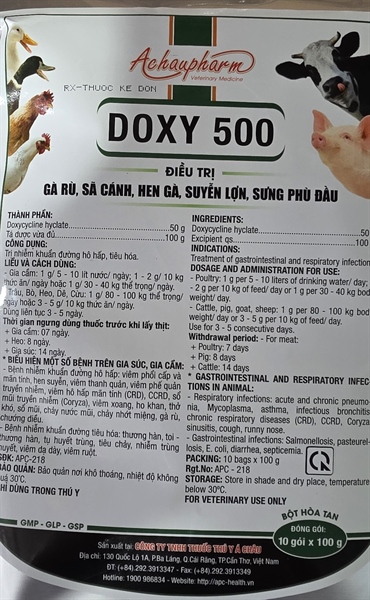 Achaupharm
Veterinary Medicine
RX-THUOC KE DON
DOXY 500
ĐIỀU TRỊ
GÀ RÙ, SÃ CÁNH, HEN GÀ, SUYỄN LỢN, SƯNG PHÙ ĐẦU
THÀNH PHẦN:
Doxycycline hyclate 50 g
Tá dược vừa đủ 100 g
CÔNG DỤNG:
Trị nhiễm khuẩn đường hô hấp, tiêu hóa.
LIỀU VÀ CÁCH DÙNG:
- Gia cầm: 1 g/ 5 - 10 lít nước/ ngày; 1 - 2 g/ 10 kg
thức ăn/ ngày hoặc 1 g/ 30 - 40 kg thể trọng/ ngày.
Trâu, Bò, Heo, Dê, Cừu: 1 g/ 80 - 100 kg thể trọng/
ngày hoặc 3 - 5 g/ 10 kg thức ăn/ ngày.
Dùng liên tục 3 - 5 ngày.
Thời gian ngưng dùng thuốc trước khi lấy thịt:
+ Gia cầm: 07 ngày.
+ Heo: 8 ngày.
+ Gia súc: 14 ngày.
* BIỂU HIỆN MỘT SỐ BỆNH TRÊN GIA SÚC, GIA CẦM:
- Bệnh nhiễm khuẩn đường hô hấp: viêm phổi cấp và
mãn tính, hen suyễn, viêm thanh quản, viêm phế quản
truyền nhiễm, viêm hô hấp mãn tính (CRD), CCRD, sổ
mũi truyền nhiễm (Coryza), viêm xoang, ho khan, thở
khó, sổ mũi, chảy nước mũi, chảy nhớt miệng, gà rù,
chướng diều.
- Bệnh nhiễm khuẩn đường tiêu hóa: thương hàn, toi -
thương hàn, tụ huyết trùng, tiêu chảy, nhiễm trùng
huyết, viêm dạ dày, viêm ruột.
SĐK: APC-218
BẢO QUẢN: Bảo quản nơi khô thoáng, nhiệt độ không
quá 30°C.
CHỈ DÙNG TRONG THÚ Y
GMP - GLP - GSP
INGREDIENTS:
Doxycycline hyclate 50
Excipient qs 100
INDICATIONS:
Treatment of gastrointestinal and respiratory infection
DOSAGE AND ADMINISTRATION FOR USE:
- Poultry: 1 g per 5 - 10 liters of drinking water/ day;
- 2 g per 10 kg of feed/ day or 1 g per 30 - 40 kg bod
weight/ day.
- Cattle, pig, goat, sheep: 1 g per 80 - 100 kg bod
weight/ day or 3 - 5 g per 10 kg of feed/ day.
Use for 3 - 5 consecutive days.
Withdrawal period: - For meat:
+ Poultry: 7 days
+ Pig: 8 days
+ Cattle: 14 days
* GASTROINTESTINAL AND RESPIRATORY INFEC
TIONS IN ANIMAL:
- Respiratory infections: acute and chronic pneumo-
nia, Mycoplasma, asthma, infectious bronchitis
chronic respiratory diseases (CRD), CCRD, Coryza
sinusitis, cough, runny nose.
- Gastrointestinal infections: Salmonellosis, pasteurel-
losis, E. coli, diarrhea, septicemia.
PACKING: 10 bags x 100 g
Rgt.No: APC - 218
STORAGE: Store in shade and dry place, temperature
below 30°C.
FOR VETERINARY USE ONLY
BỘT HÒA TAN
ĐÓNG GÓI:
10 gói x 100 g
Sản xuất tại: CÔNG TY TNHH THUỐC THÚ Y Á CHÂU
Địa chỉ: 130 Quốc Lộ 1A, P.Ba Láng, Q.Cái Răng, TP.Cần Thơ, Việt Nam
ĐT: (+84).292.3913347 - Fax: (+84).292.3913349
Hotline: 1900 986834 - Website: http://apc-health.vn